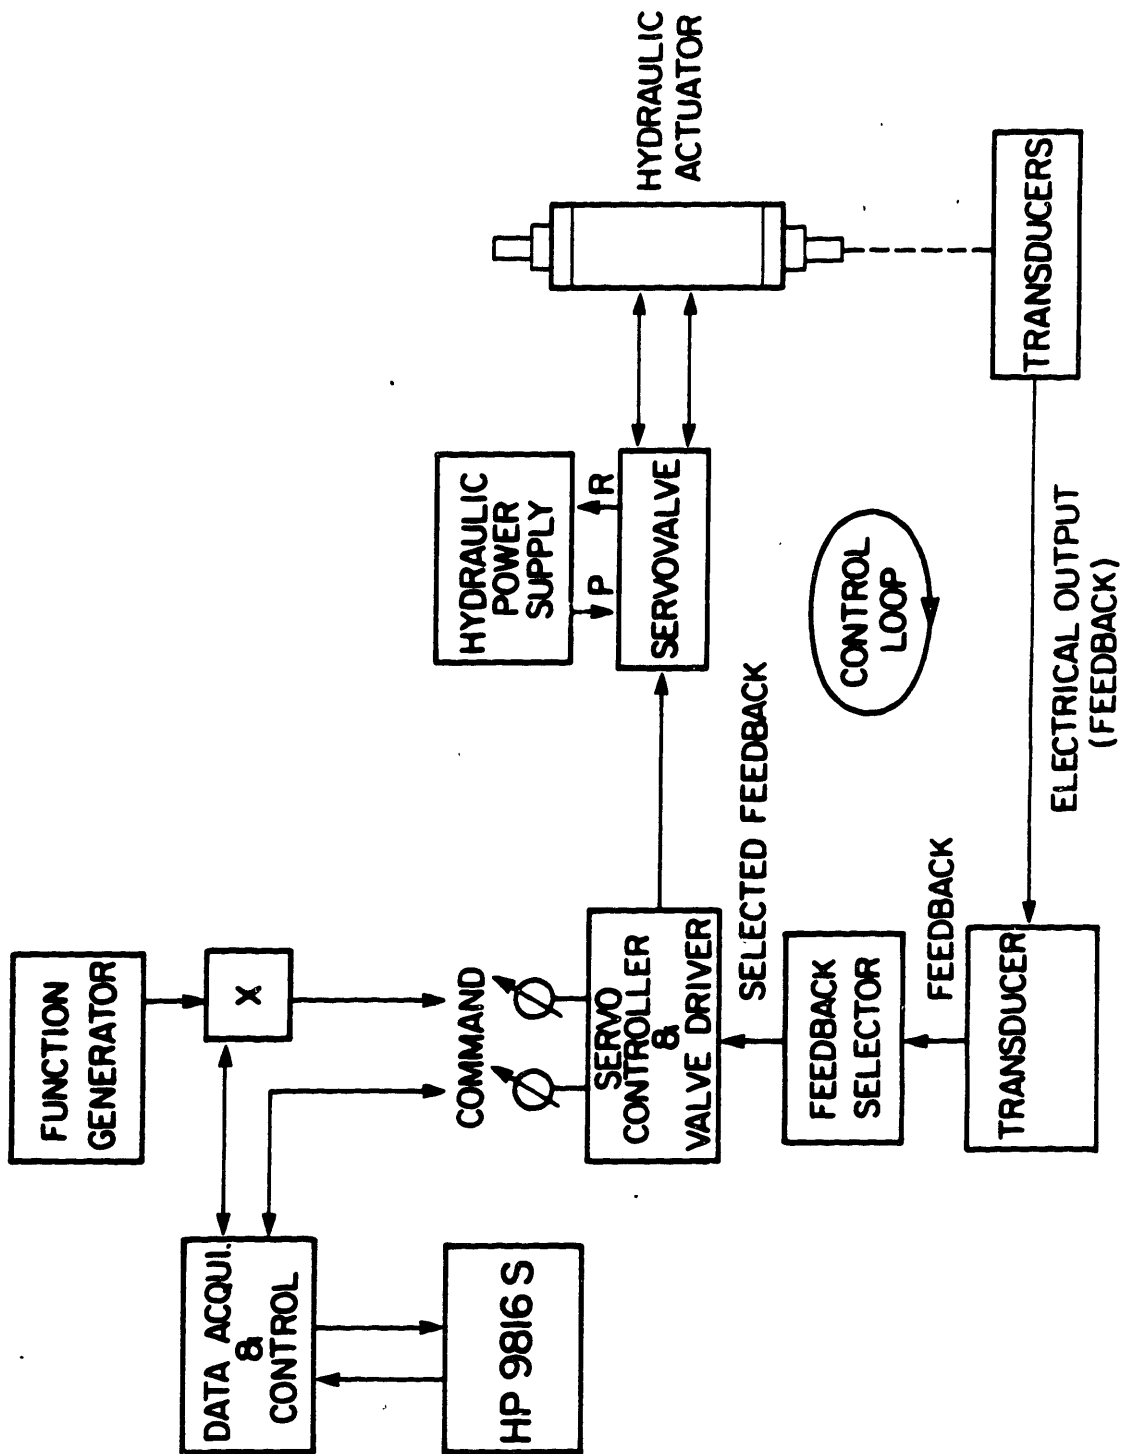 FUNCTION
GENERATOR
X
DATA ACQUI.
&
CONTROL
HP 9816 S
COMMAND
SERVO
CONTROLLER
&
VALVE DRIVER
HYDRAULIC
POWER
SUPPLY
P
R
SERVOVALVE
HYDRAULIC
ACTUATOR
SELECTED FEEDBACK
CONTROL
LOOP
FEEDBACK
SELECTOR
FEEDBACK
TRANSDUCER
ELECTRICAL OUTPUT
(FEEDBACK)
TRANSDUCERS